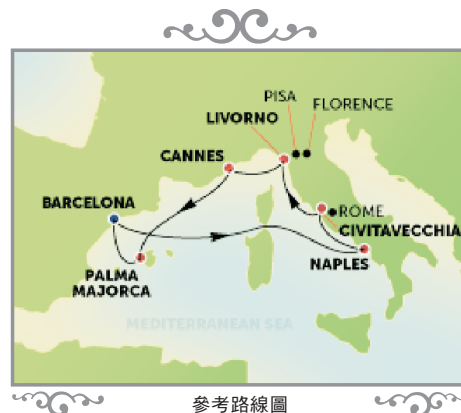 PISA
FLORENCE
LIVORNO
CANNES
BARCELONA
ROME
CIVITAVECCHIA
NAPLES
PALMA
MAJORCA
MEDITERRANEAN SEA
參考路線圖